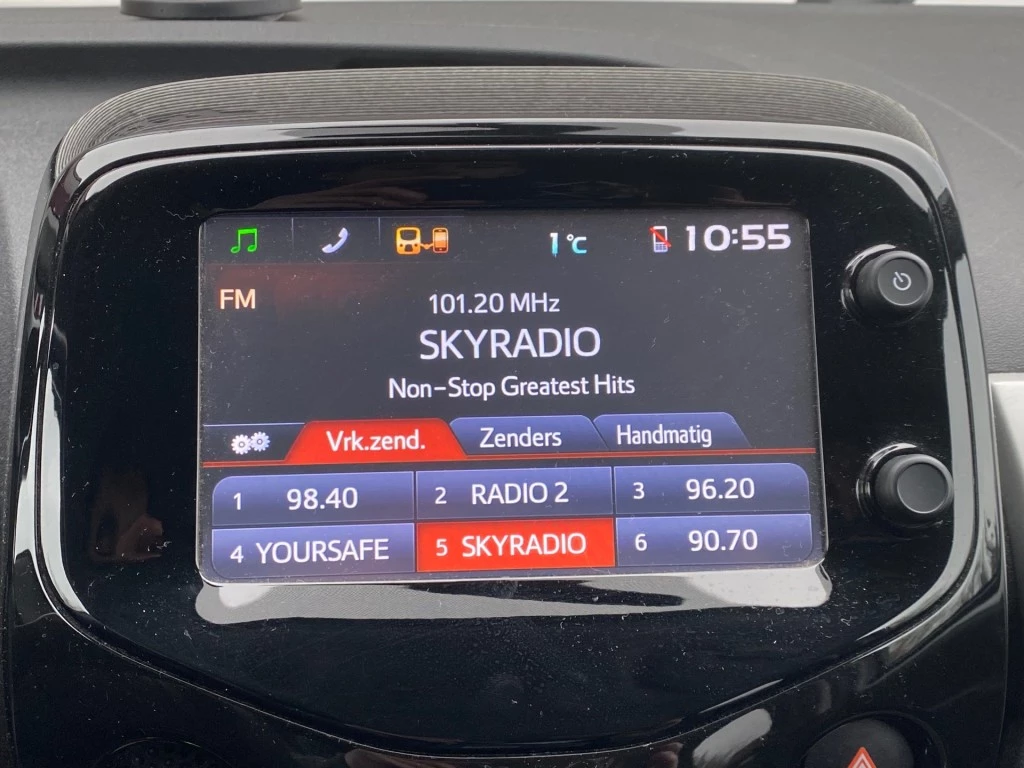 1 °C 10:55
FM
101.20 MHz
SKYRADIO
Non-Stop Greatest Hits
Vrk.zend. Zenders Handmatig
1 98.40 2 RADIO 2 3 96.20
4 YOURSAFE 5 SKYRADIO 6 90.70